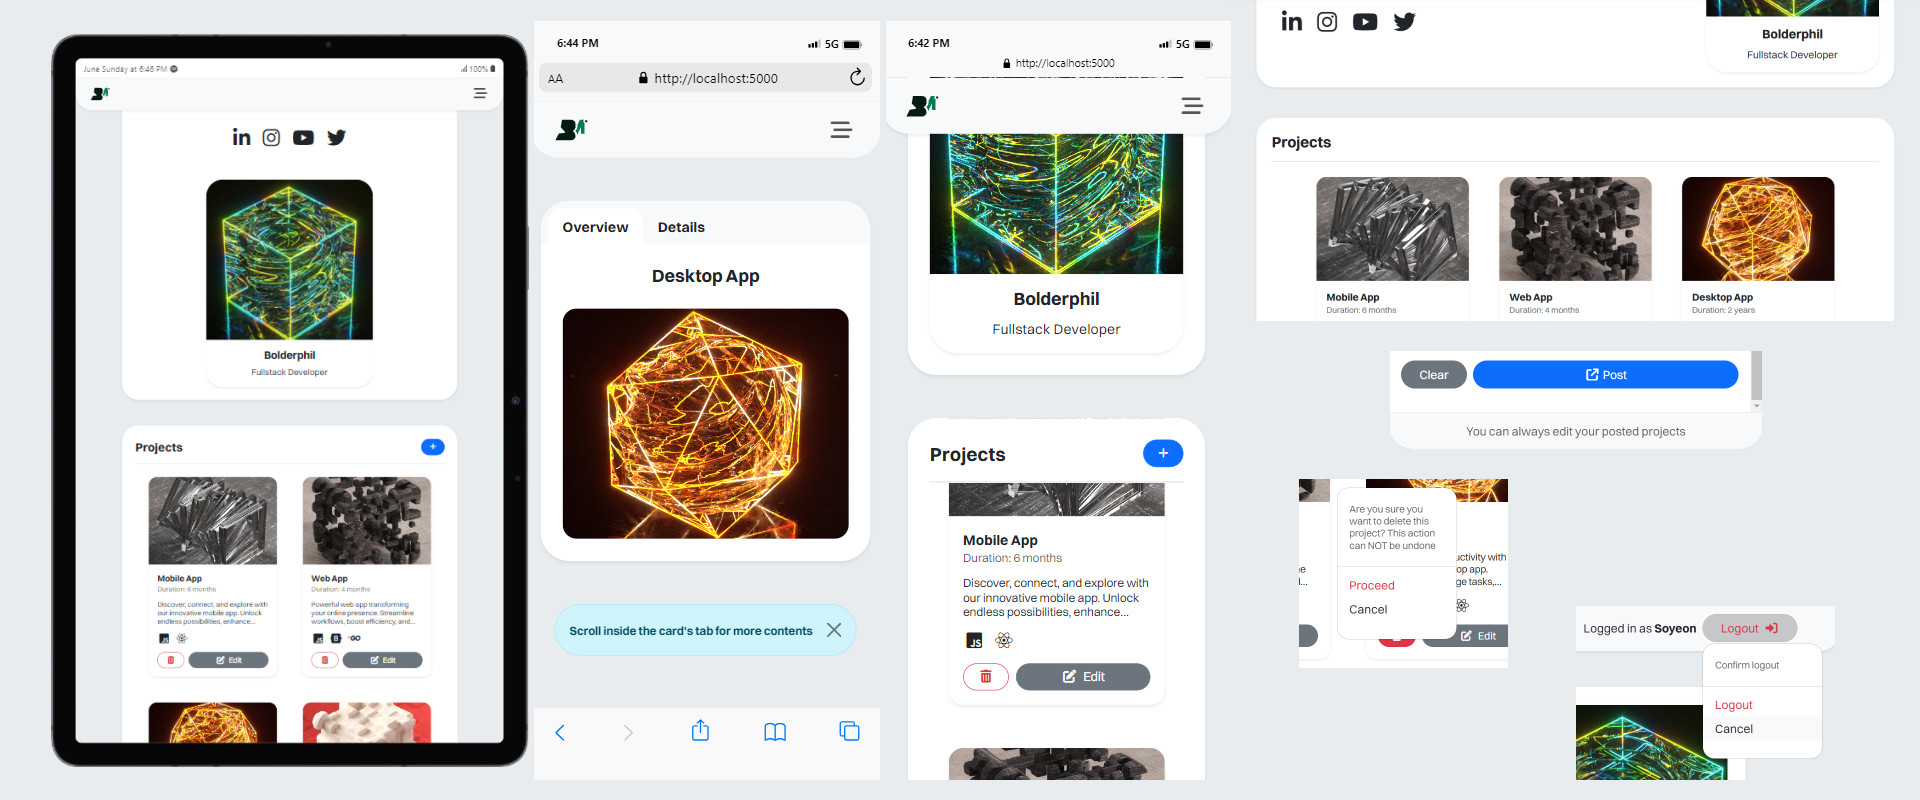 June Sunday at 6:46 PM
100%
Bolderphil
Fullstack Developer
Projects
+
Mobile App
Duration: 6 months
Discover, connect, and explore with
our innovative mobile app. Unlock
endless possibilities, enhance...
JS
Edit
Web App
Duration: 4 months
Powerful web app transforming
your online presence. Streamline
workflows, boost efficiency, and...
JS
B
GO
Edit
6:44 PM
5G
AA
http://localhost:5000
Overview
Details
Desktop App
Scroll inside the card's tab for more contents
6:42 PM
5G
http://localhost:5000
Bolderphil
Fullstack Developer
Projects
+
Mobile App
Duration: 6 months
Discover, connect, and explore with
our innovative mobile app. Unlock
endless possibilities, enhance...
JS
Edit
in
Bolderphil
Fullstack Developer
Projects
Mobile App
Duration: 6 months
Web App
Duration: 4 months
Desktop App
Duration: 2 years
Clear
Post
You can always edit your posted projects
Are you sure you
want to delete this
project? This action
can NOT be undone
Proceed
Cancel
uctivity with
op app.
ge tasks,...
Edit
Logged in as Soyeon
Logout
Confirm logout
Logout
Cancel